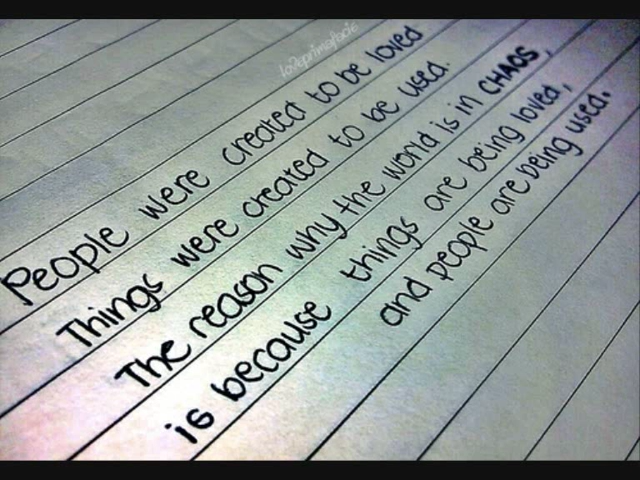 loveprimafacie
People were created to be loved
Things were created to be used.
The reason why the world is in CHAOS,
is because things are being loved,
and people are being used.